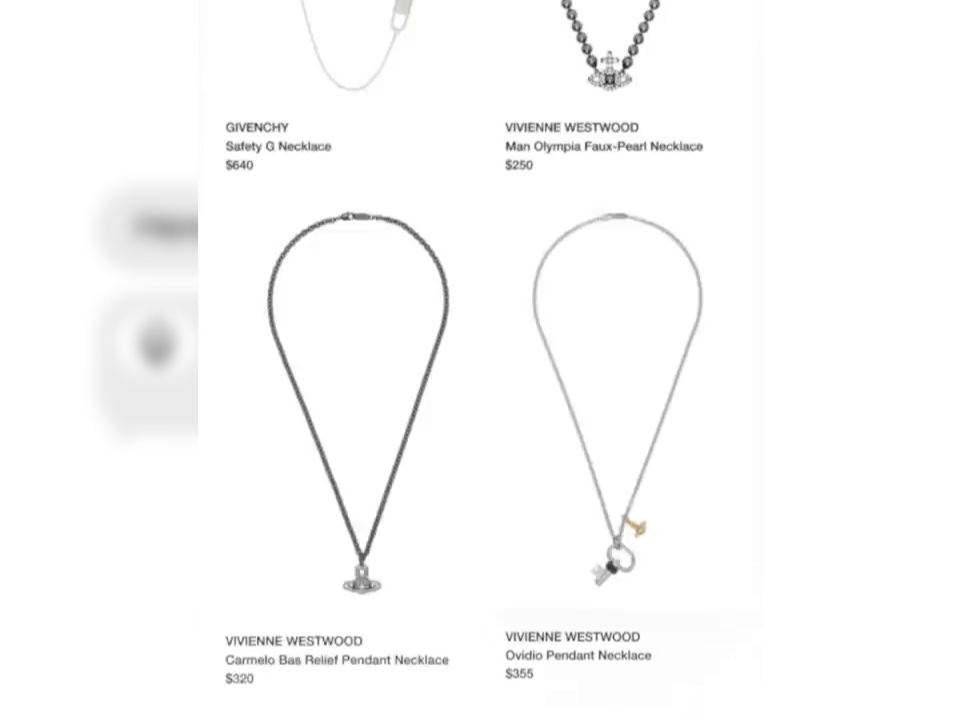 GIVENCHY
Safety G Necklace
$640
VIVIENNE WESTWOOD
Man Olympia Faux-Pearl Necklace
$250
VIVIENNE WESTWOOD
Carmelo Bas Relief Pendant Necklace
$320
VIVIENNE WESTWOOD
Ovidio Pendant Necklace
$355